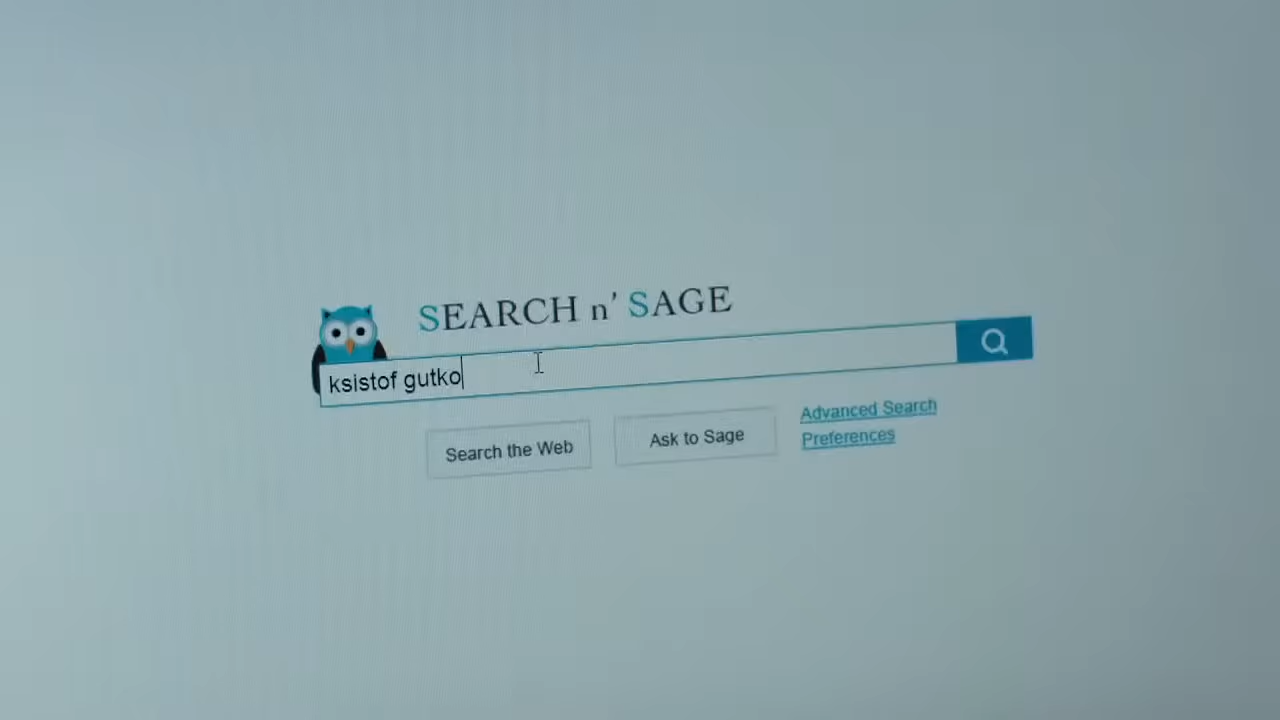 SEARCH n' SAGE
ksistof gutko
Search the Web
Ask to Sage
Advanced Search
Preferences